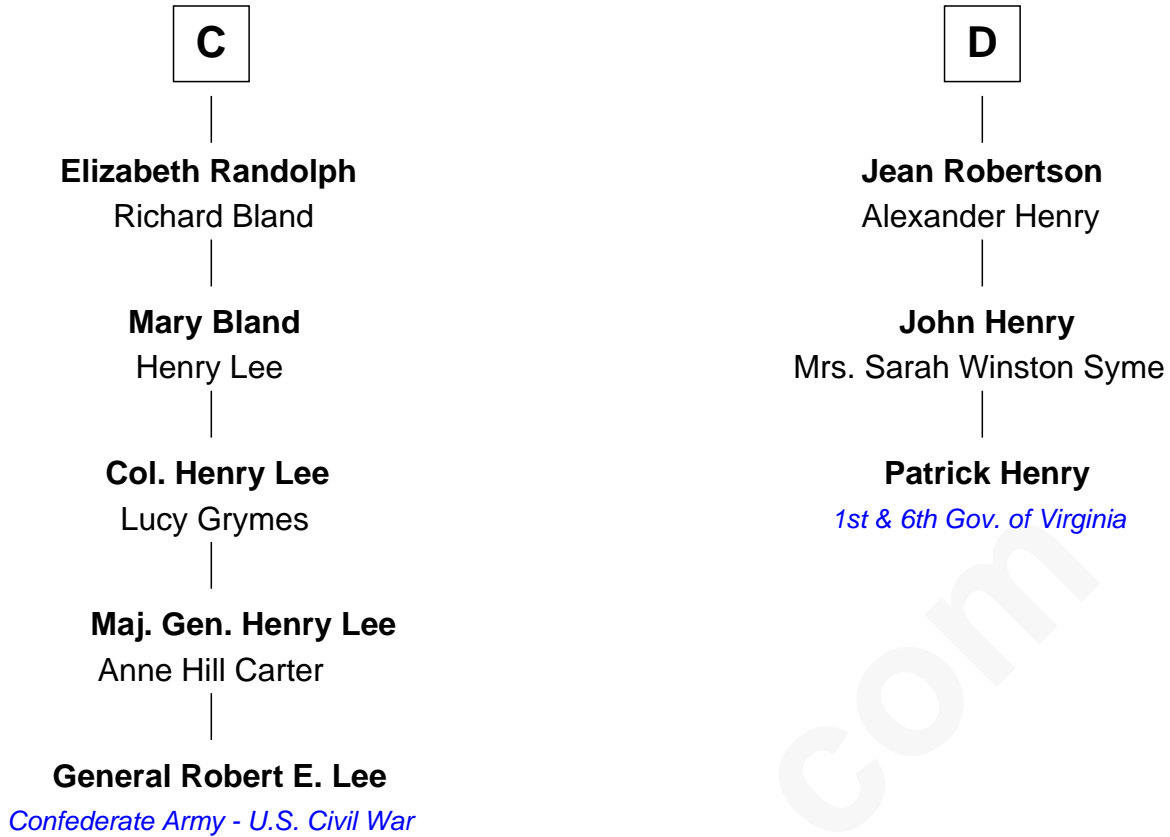 C
Elizabeth Randolph
Richard Bland
Mary Bland
Henry Lee
Col. Henry Lee
Lucy Grymes
Maj. Gen. Henry Lee
Anne Hill Carter
General Robert E. Lee
Confederate Army - U.S. Civil War
D
Jean Robertson
Alexander Henry
John Henry
Mrs. Sarah Winston Syme
Patrick Henry
1st & 6th Gov. of Virginia
com